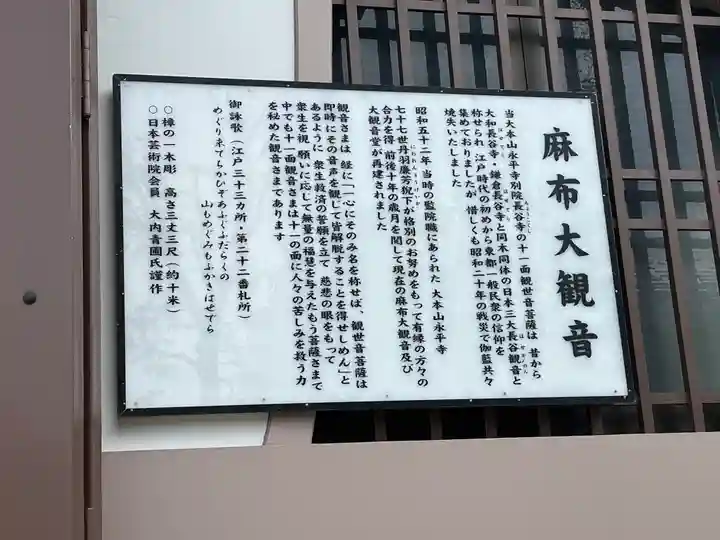 麻布大観音
当大本山永平寺別院長谷寺の十一面観世音菩薩は 昔から
大和長谷寺・鎌倉長谷寺と同木同体の日本三大長谷観音と
称せられ 江戸時代の初めから東都一般民衆の信仰を
集めておりましたが 惜しくも昭和二十年の戦災で伽藍共々
焼失いたしました
昭和五十二年 当時の監院職にあられた 大本山永平寺
七十七世丹羽廉芳猊下が格別のお努めをもって有縁の方々の
合力を得 前後十年の歳月を閲して現在の麻布大観音及び
大観音堂が再建されました
観音さまは 経に「一心にそのみ名を称せば、観世音菩薩は
即時にその音声を観じて皆解脱することを得せしめん」と
あるように 衆生救済の誓願を立て 慈悲の眼をもって
衆生を視 願いに応じて無量の福慧を与えたもう菩薩さまで
中でも十一面観音さまは十一の面に人々の苦しみを救う力
を秘めた観音さまであります
御詠歌(江戸三十三カ所・第二十二番札所)
めぐり来てちかひぞあふぐふだらくの
山もめぐみもふかきはせでら
○樟の一木彫 高さ三丈三尺(約十米)
○日本芸術院会員 大内青圃氏謹作